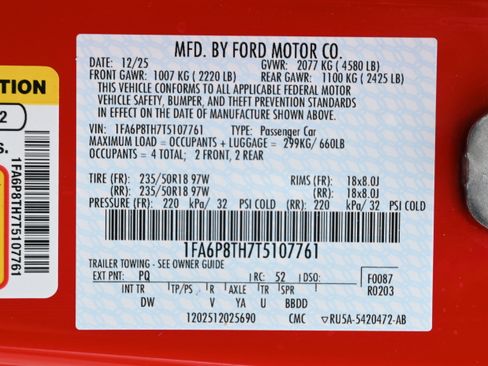 MFD. BY FORD MOTOR CO.
DATE: 12/25 GVWR: 2077 KG ( 4580 LB)
FRONT GAWR: 1007 KG ( 2220 LB) REAR GAWR: 1100 KG ( 2425 LB)
THIS VEHICLE CONFORMS TO ALL APPLICABLE FEDERAL MOTOR
VEHICLE SAFETY, BUMPER, AND THEFT PREVENTION STANDARDS
IN EFFECT ON THE DATE OF MANUFACTURE SHOWN ABOVE.
VIN: 1FA6P8TH7T5107761 TYPE: Passenger Car
MAXIMUM LOAD = OCCUPANTS + LUGGAGE = 299KG/ 660LB
OCCUPANTS = 4 TOTAL; 2 FRONT, 2 REAR
TIRE (FR): 235/50R18 97W RIMS (FR): 18x8.0J
(RR): 235/50R18 97W (RR): 18x8.0J
PRESSURE (FR): 220 kPa/ 32 PSI COLD (RR): 220 kPa/ 32 PSI COLD
1FA6P8TH7T5107761
TRAILER TOWING - SEE OWNER GUIDE
EXT PNT: PQ RC: 52 DSO: F0087
INT TR TP/PS R AXLE TR SPR R0203
DW V YA U BBDD
1202512025690 CMC ▽RU5A-5420472-AB
TION
2
S.
1FA6P8TH7T5107761